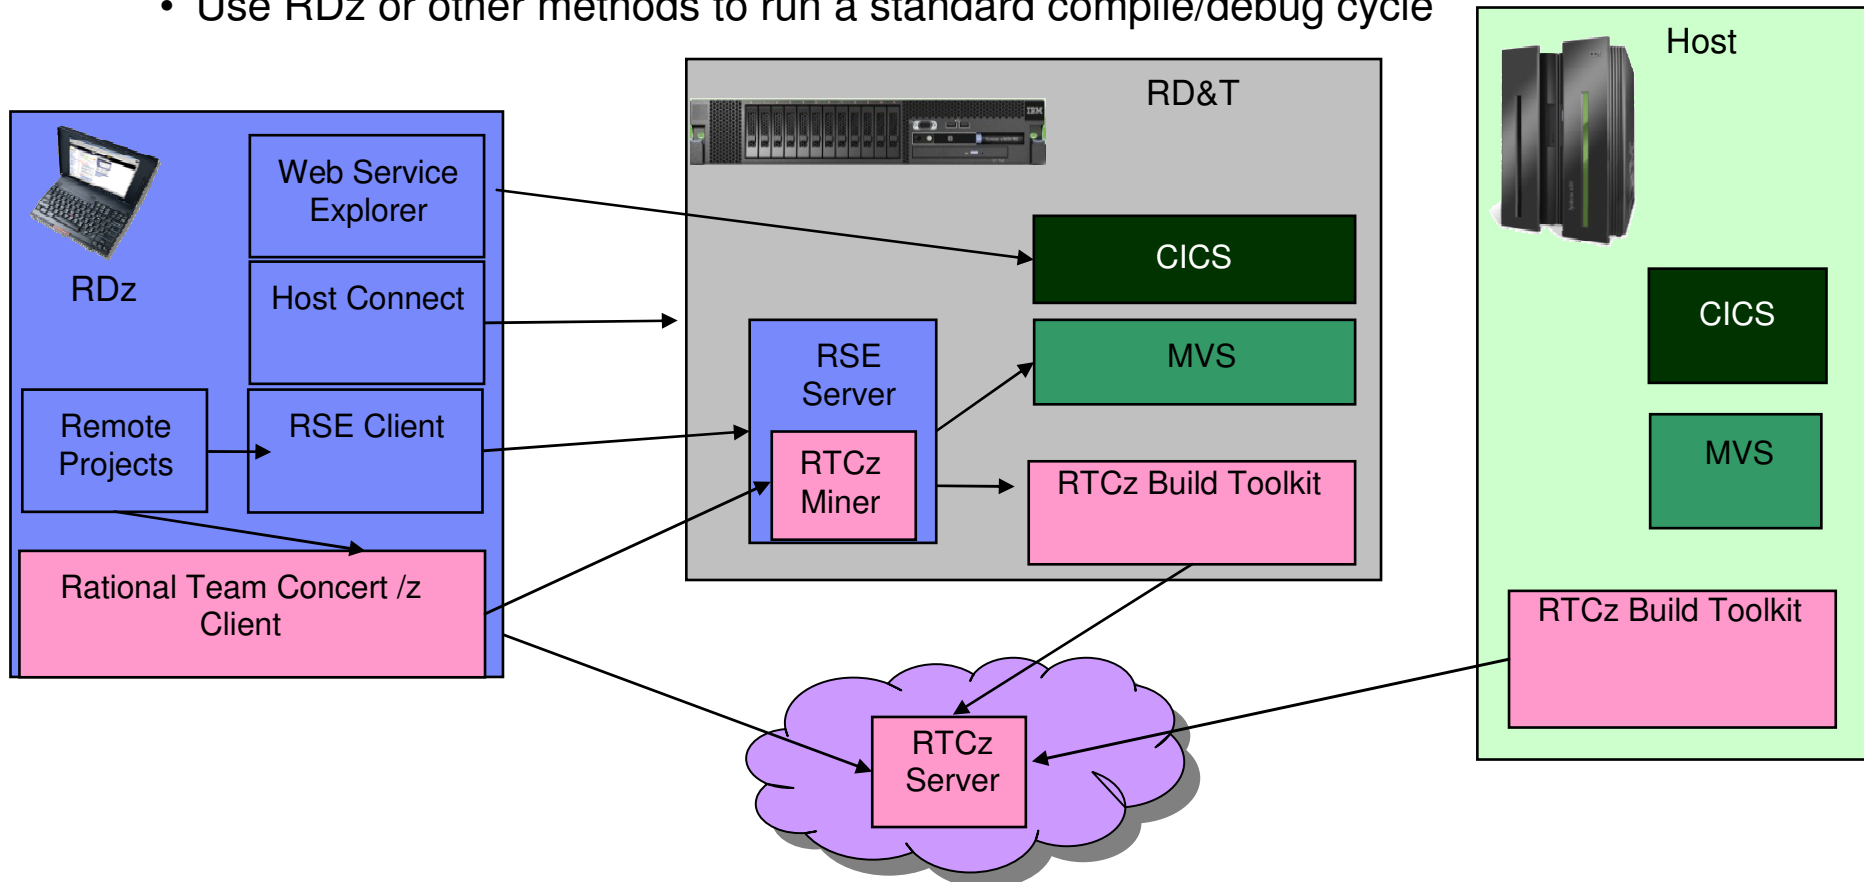 • Use RDz or other methods to run a standard compile/debug cycle
Host
RD&T
IBM
Web Service
Explorer
CICS
RDz
Host Connect
CICS
RSE
Server
MVS
Remote
Projects
RSE Client
MVS
RTCz
Miner
RTCz Build Toolkit
Rational Team Concert /z
Client
RTCz Build Toolkit
RTCz
Server